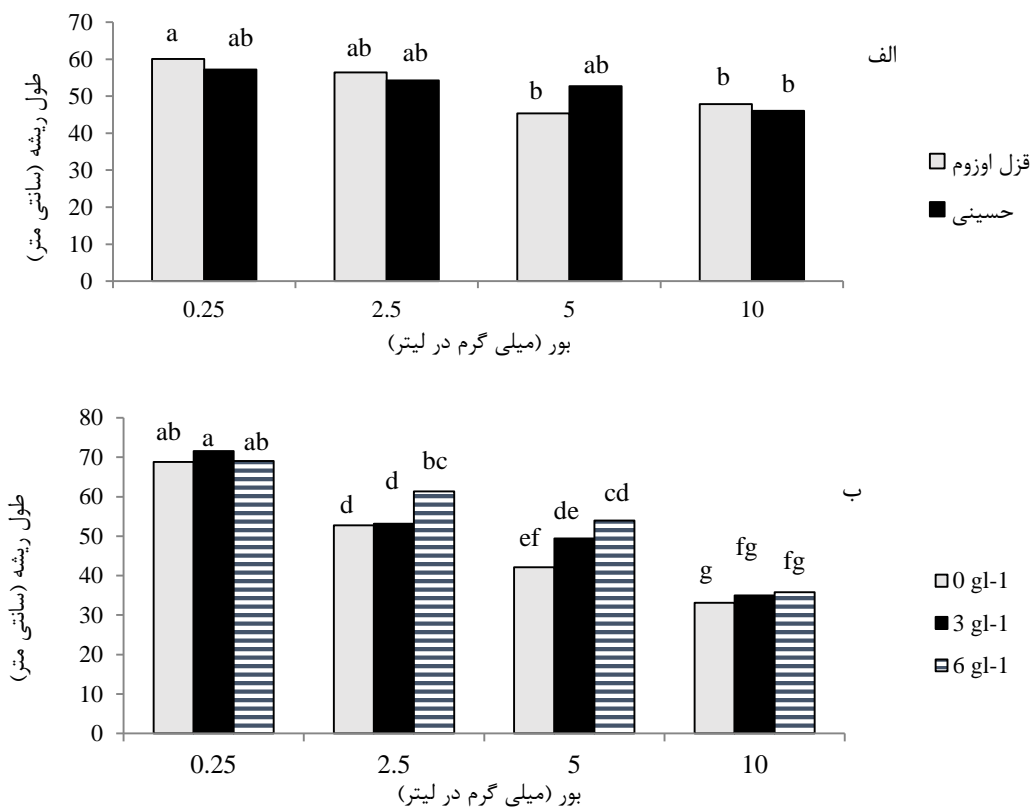 الف
70
60
50
40
30
20
10
0
طول ریشه (سانتی متر)
a ab ab ab b ab b b
0.25 2.5 5 10
بور (میلی گرم در لیتر)
قزل اوزوم
حسینی
ب
80
70
60
50
40
30
20
10
0
طول ریشه (سانتی متر)
ab a ab d d bc ef de cd g fg fg
0.25 2.5 5 10
بور (میلی گرم در لیتر)
0 gl-1
3 gl-1
6 gl-1